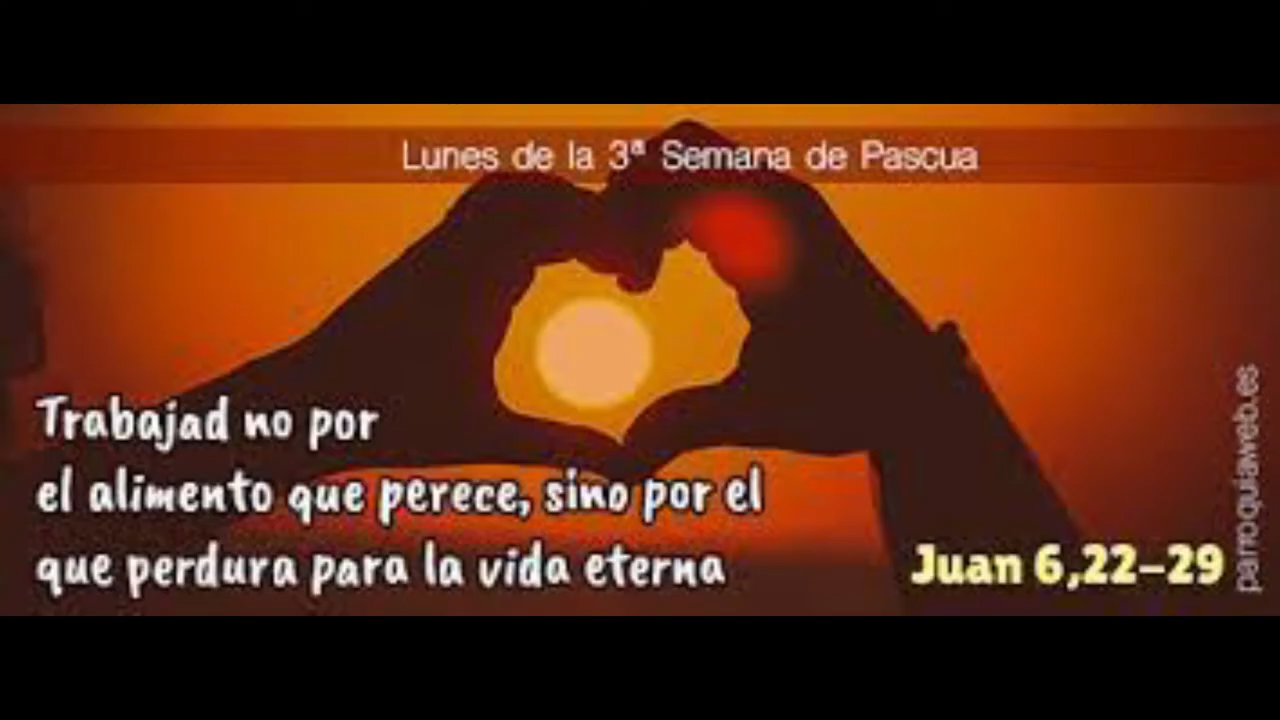 Lunes de la 3ª Semana de Pascua
Trabajad no por
el alimento que perece, sino por el
que perdura para la vida eterna
Juan 6,22-29
parroquiaweb.es